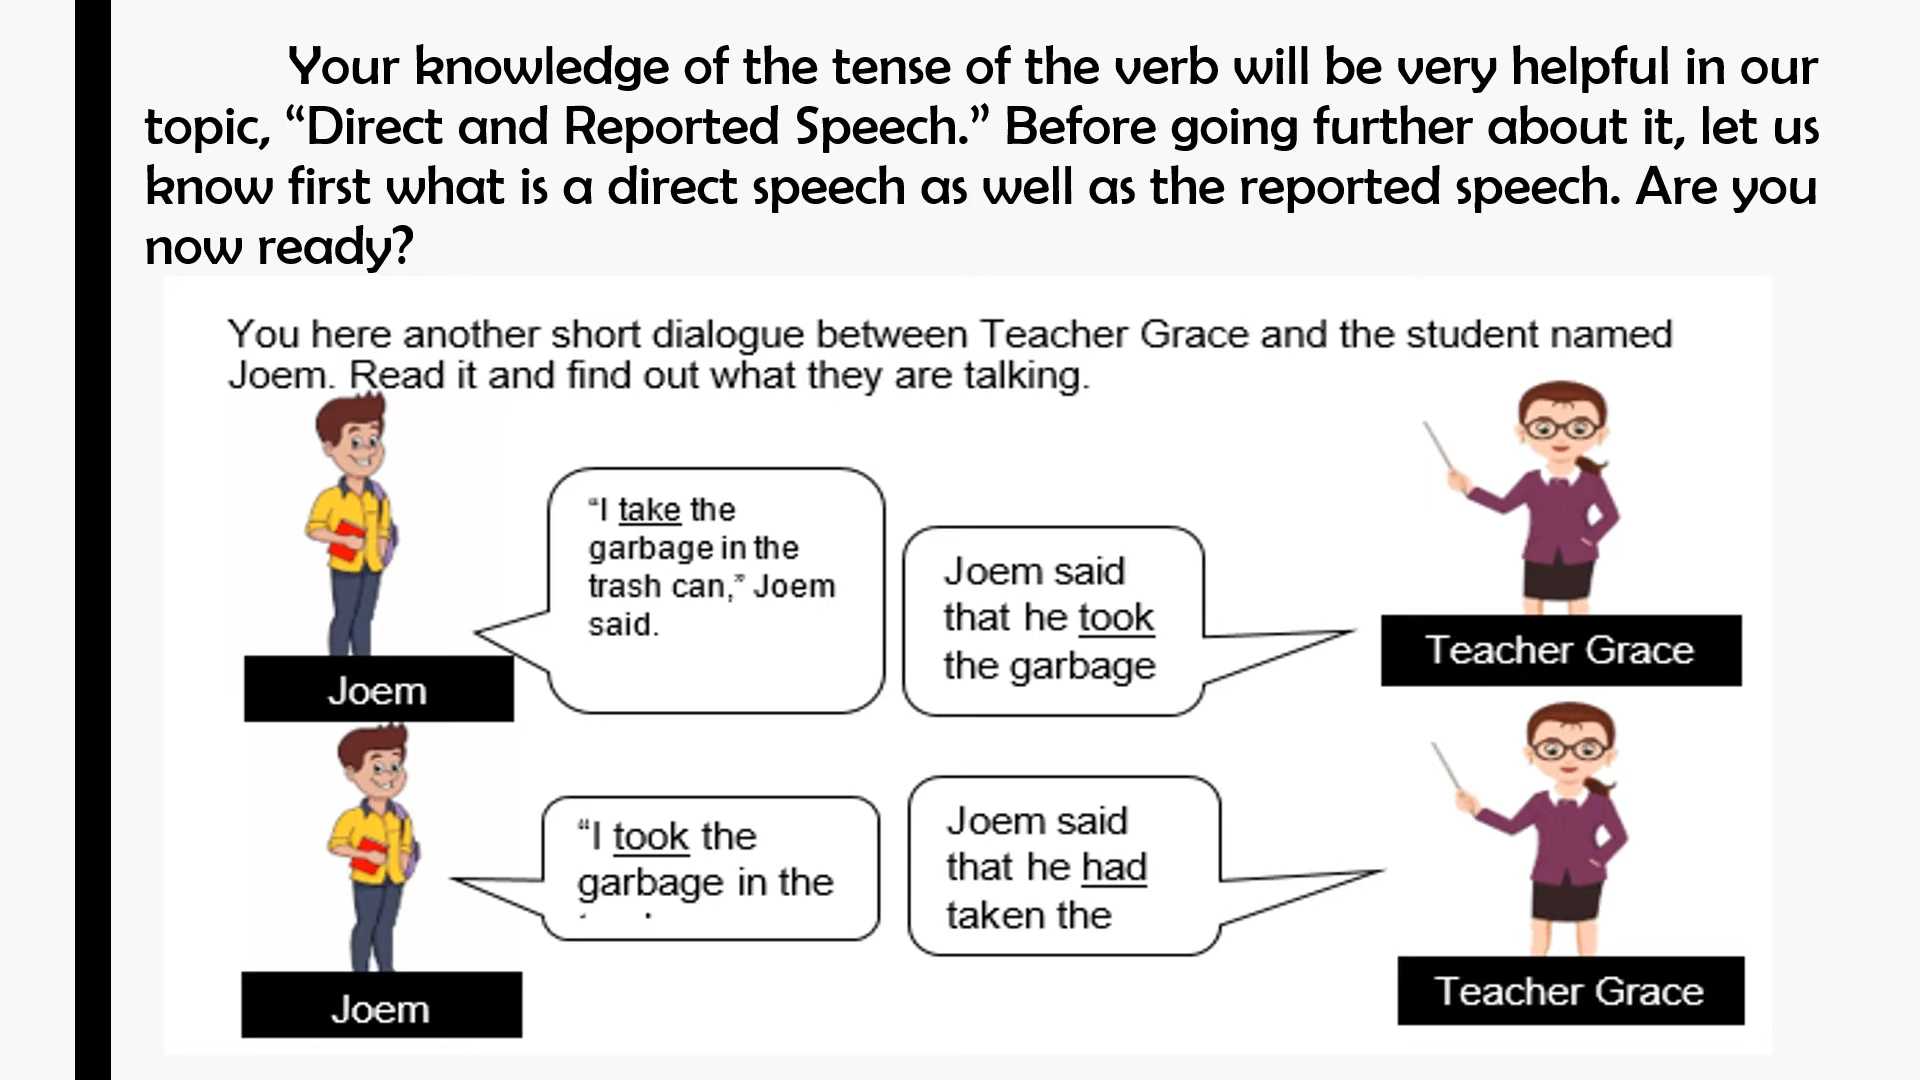 Your knowledge of the tense of the verb will be very helpful in our
topic, “Direct and Reported Speech.” Before going further about it, let us
know first what is a direct speech as well as the reported speech. Are you
now ready?
You here another short dialogue between Teacher Grace and the student named
Joem. Read it and find out what they are talking.
“I take the
garbage in the
trash can,” Joem
said.
Joem said
that he took
the garbage
Joem
Teacher Grace
“I took the
garbage in the
Joem said
that he had
taken the
Joem
Teacher Grace